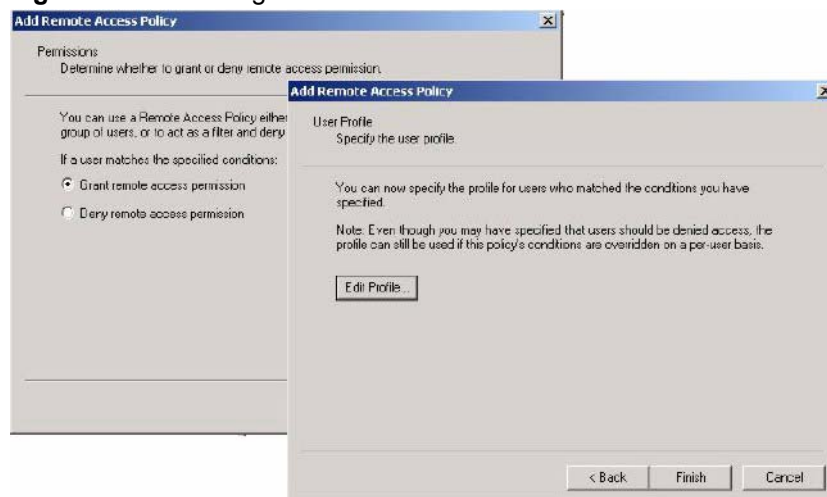 Add Remote Access Policy
Permissions
Determine whether to grant or deny remote access permission.
You can use a Remote Access Policy either
group of users, or to act as a filter and deny
If a user matches the specified conditions:
Grant remote access permission
Deny remote access permission
Add Remote Access Policy
User Profile
Specify the user profile.
You can now specify the profile for users who matched the conditions you have
specified.
Note: Even though you may have specified that users should be denied access, the
profile can still be used if this policy's conditions are overridden on a per-user basis.
Edit Profile...
< Back Finish Cancel